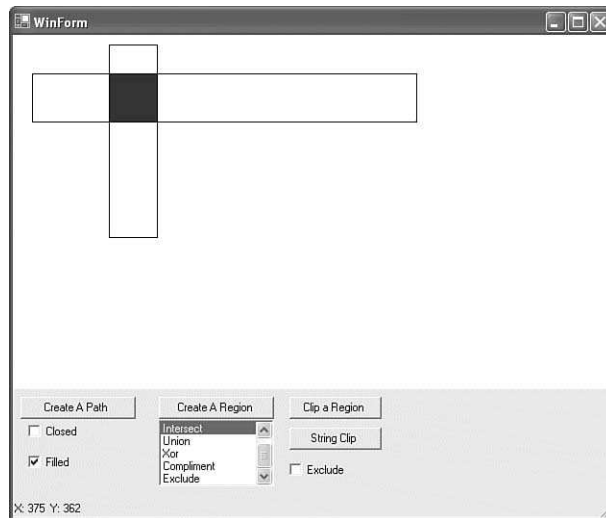 WinForm
Create A Path
Create A Region
Clip a Region
Closed
Intersect
Union
Xor
Compliment
Exclude
String Clip
Filled
Exclude
X: 375 Y: 362